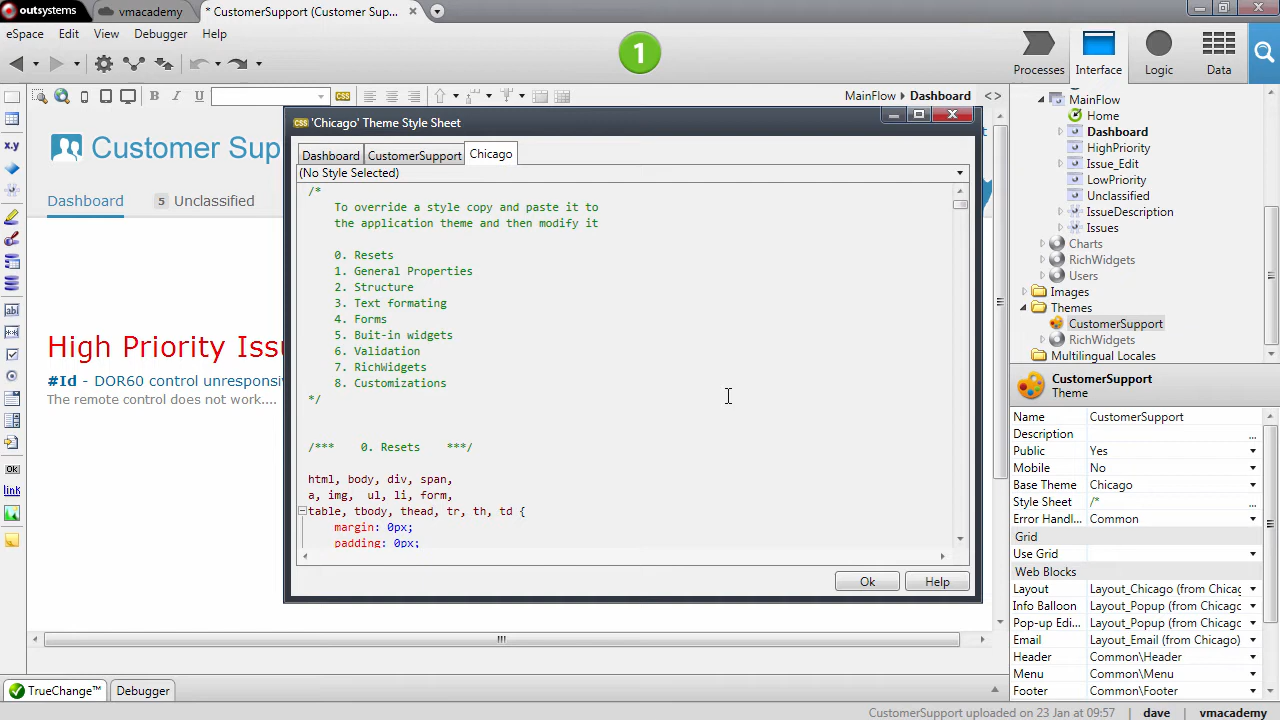 outsystems
vmacademy
* CustomerSupport (Customer Sup...
eSpace Edit View Debugger Help
1
Processes Interface Logic Data
B I U
CSS
MainFlow Dashboard <>
Customer Sup
Dashboard
5 Unclassified
High Priority Iss
#Id - DOR60 control unresponsiv
The remote control does not work....
x.y
abl
OK
link
CSS 'Chicago' Theme Style Sheet
Dashboard CustomerSupport Chicago
(No Style Selected)
/*
To override a style copy and paste it to
the application theme and then modify it
0. Resets
1. General Properties
2. Structure
3. Text formating
4. Forms
5. Buit-in widgets
6. Validation
7. RichWidgets
8. Customizations
*/
/*** 0. Resets ***/
html, body, div, span,
a, img, ul, li, form,
table, tbody, thead, tr, th, td {
margin: 0px;
padding: 0px;
Ok Help
MainFlow
Home
Dashboard
HighPriority
Issue_Edit
LowPriority
Unclassified
IssueDescription
Issues
Charts
RichWidgets
Users
Images
Themes
CustomerSupport
RichWidgets
Multilingual Locales
CustomerSupport
Theme
Name CustomerSupport
Description ...
Public Yes
Mobile No
Base Theme Chicago
Style Sheet /* ...
Error Handl... Common
Grid
Use Grid
Web Blocks
Layout Layout_Chicago (from Chicag
Info Balloon Layout_Popup (from Chicago
Pop-up Edi... Layout_Popup (from Chicago
Email Layout_Email (from Chicago)
Header Common\Header
Menu Common\Menu
Footer Common\Footer
TrueChange™ Debugger
CustomerSupport uploaded on 23 Jan at 09:57 dave vmacademy